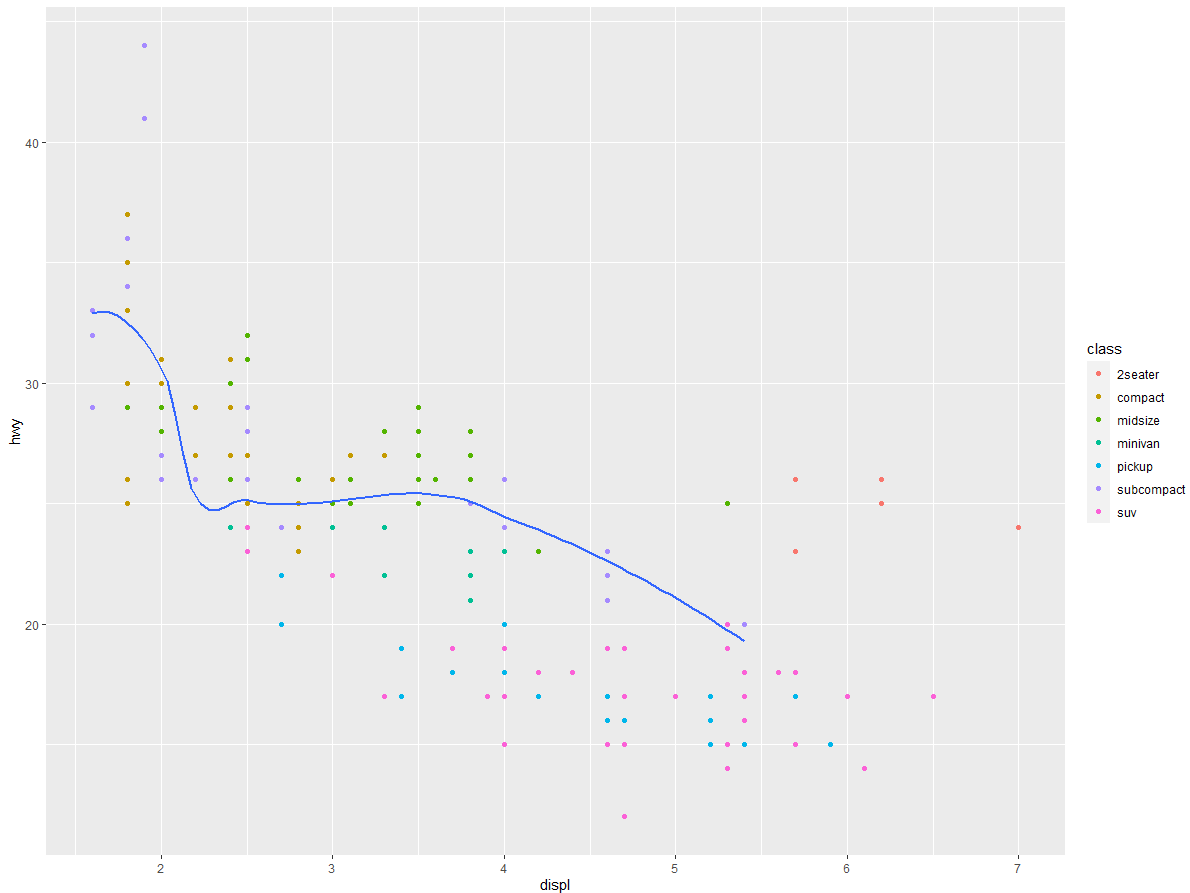 40
30
20
hwy
2
3
4
5
6
7
displ
class
2seater
compact
midsize
minivan
pickup
subcompact
suv